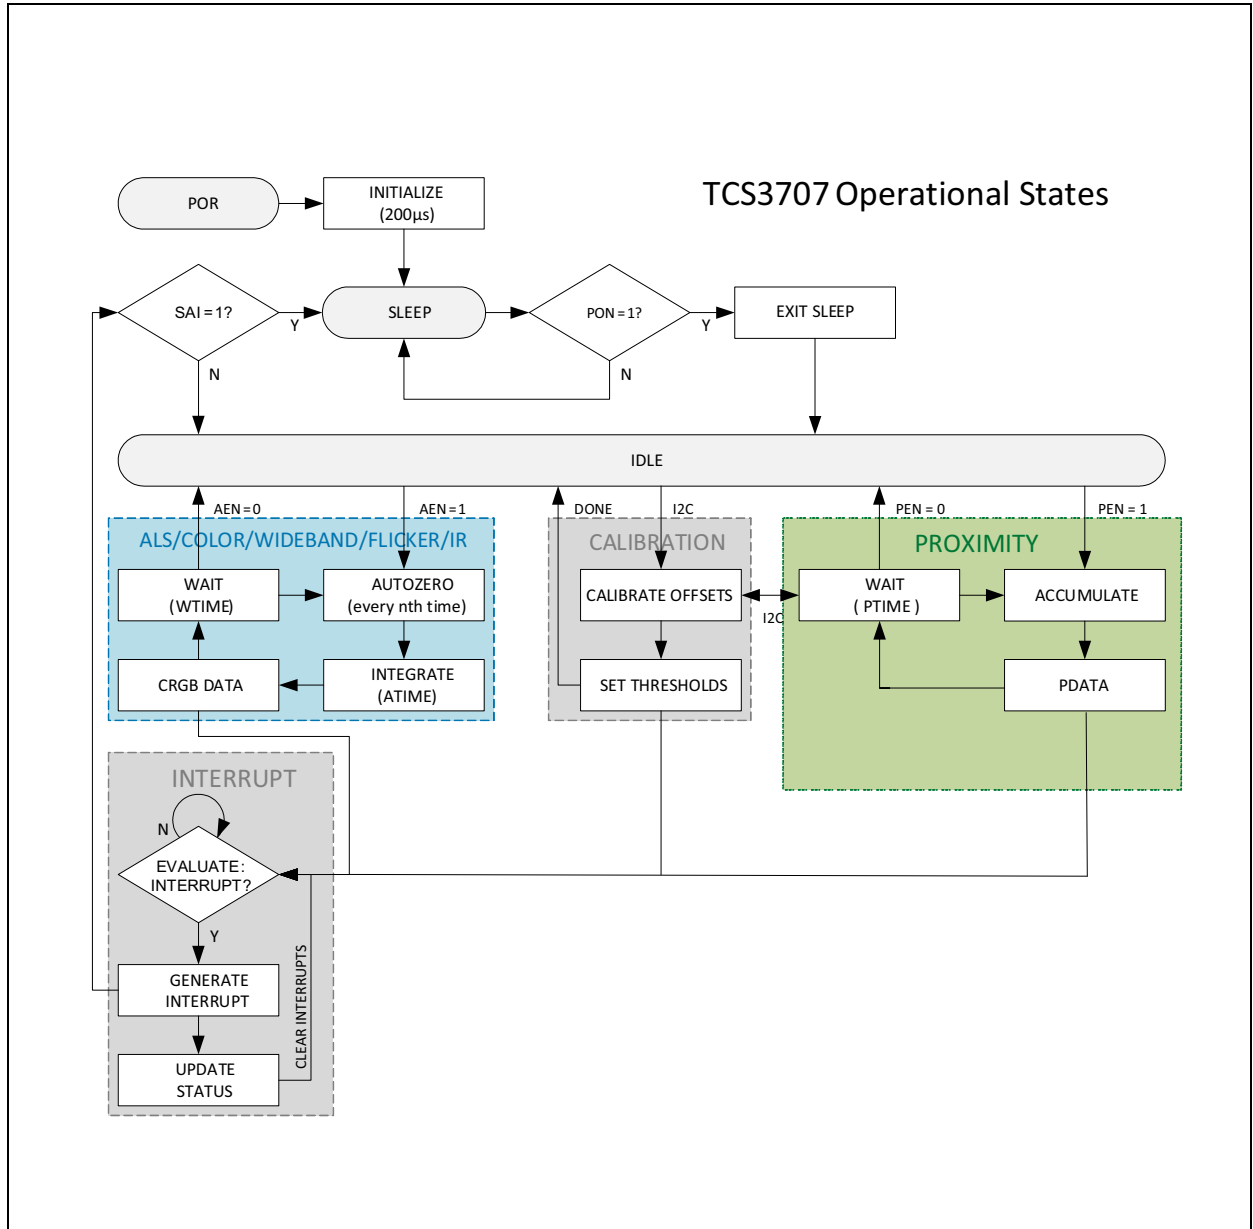 TCS3707 Operational States
POR
INITIALIZE
(200µs)
SAI = 1?
Y
N
SLEEP
PON = 1?
Y
N
EXIT SLEEP
IDLE
AEN = 0
AEN = 1
DONE
I2C
PEN = 0
PEN = 1
ALS/COLOR/WIDEBAND/FLICKER/IR
WAIT
(WTIME)
AUTOZERO
(every nth time)
CRGB DATA
INTEGRATE
(ATIME)
CALIBRATION
CALIBRATE OFFSETS
SET THRESHOLDS
I2C
PROXIMITY
WAIT
( PTIME )
ACCUMULATE
PDATA
INTERRUPT
N
EVALUATE:
INTERRUPT?
Y
GENERATE
INTERRUPT
CLEAR INTERRUPTS
UPDATE
STATUS